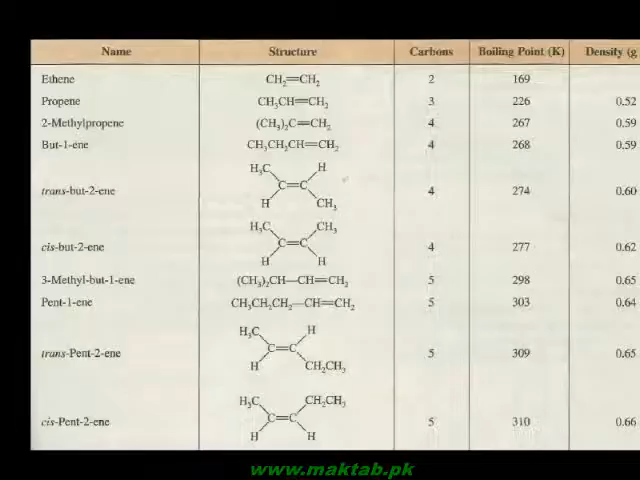 Name Structure Carbons Boiling Point (K) Density (g
Ethene CH₂=CH₂ 2 169
Propene CH₃CH=CH₂ 3 226 0.52
2-Methylpropene (CH₃)₂C=CH₂ 4 267 0.59
But-1-ene CH₃CH₂CH=CH₂ 4 268 0.59
H₃C H
trans-but-2-ene C=C 4 274 0.60
H CH₃
H₃C CH₃
cis-but-2-ene C=C 4 277 0.62
H H
3-Methyl-but-1-ene (CH₃)₂CH—CH=CH₂ 5 298 0.65
Pent-1-ene CH₃CH₂CH₂—CH=CH₂ 5 303 0.64
H₃C H
trans-Pent-2-ene C=C 5 309 0.65
H CH₂CH₃
H₃C CH₂CH₃
cis-Pent-2-ene C=C 5 310 0.66
H H
www.maktab.pk